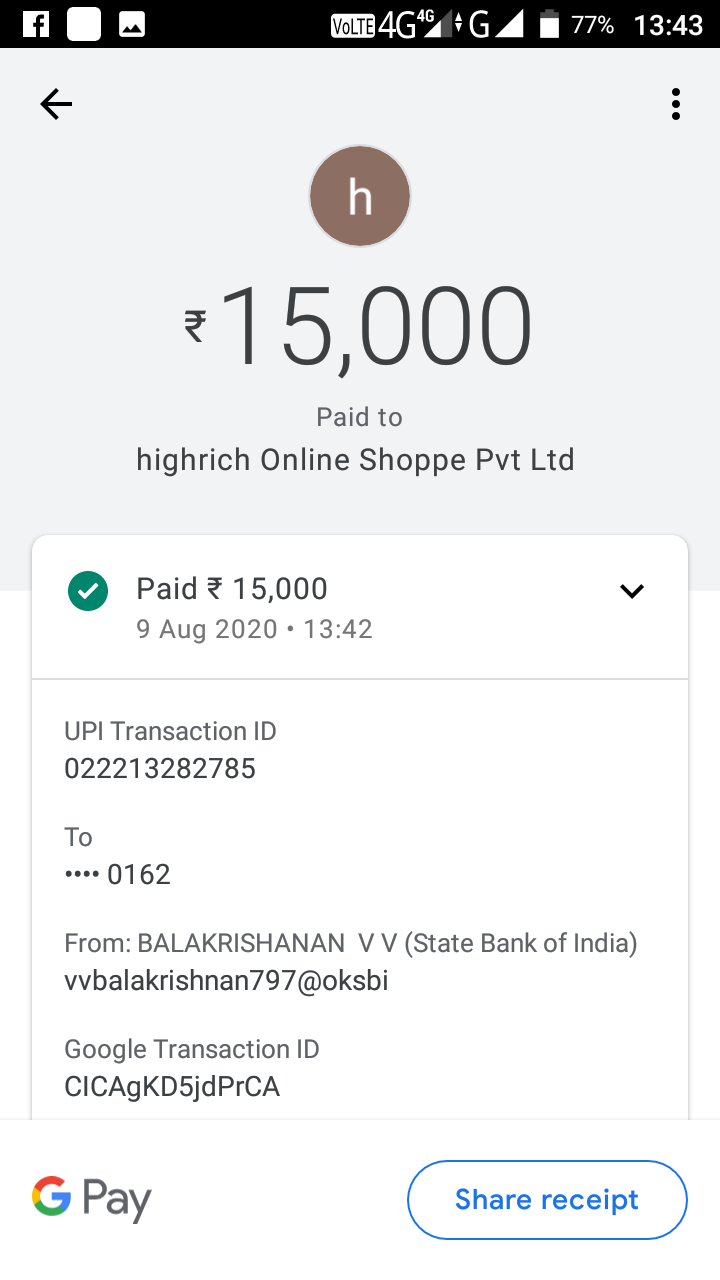 VoLTE 4G 4G G 77% 13:43
h
₹15,000
Paid to
highrich Online Shoppe Pvt Ltd
Paid ₹ 15,000
9 Aug 2020 • 13:42
UPI Transaction ID
022213282785
To
•••• 0162
From: BALAKRISHANAN  V V (State Bank of India)
vvbalakrishnan797@oksbi
Google Transaction ID
CICAgKD5jdPrCA
G Pay
Share receipt